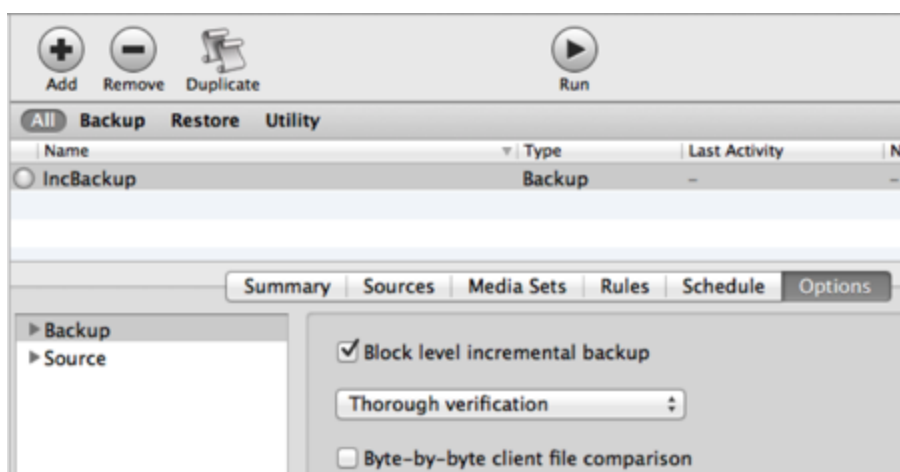 Add Remove Duplicate Run
All Backup Restore Utility
Name Type Last Activity N
IncBackup Backup – –
Summary Sources Media Sets Rules Schedule Options
Backup
Source
Block level incremental backup
Thorough verification
Byte-by-byte client file comparison